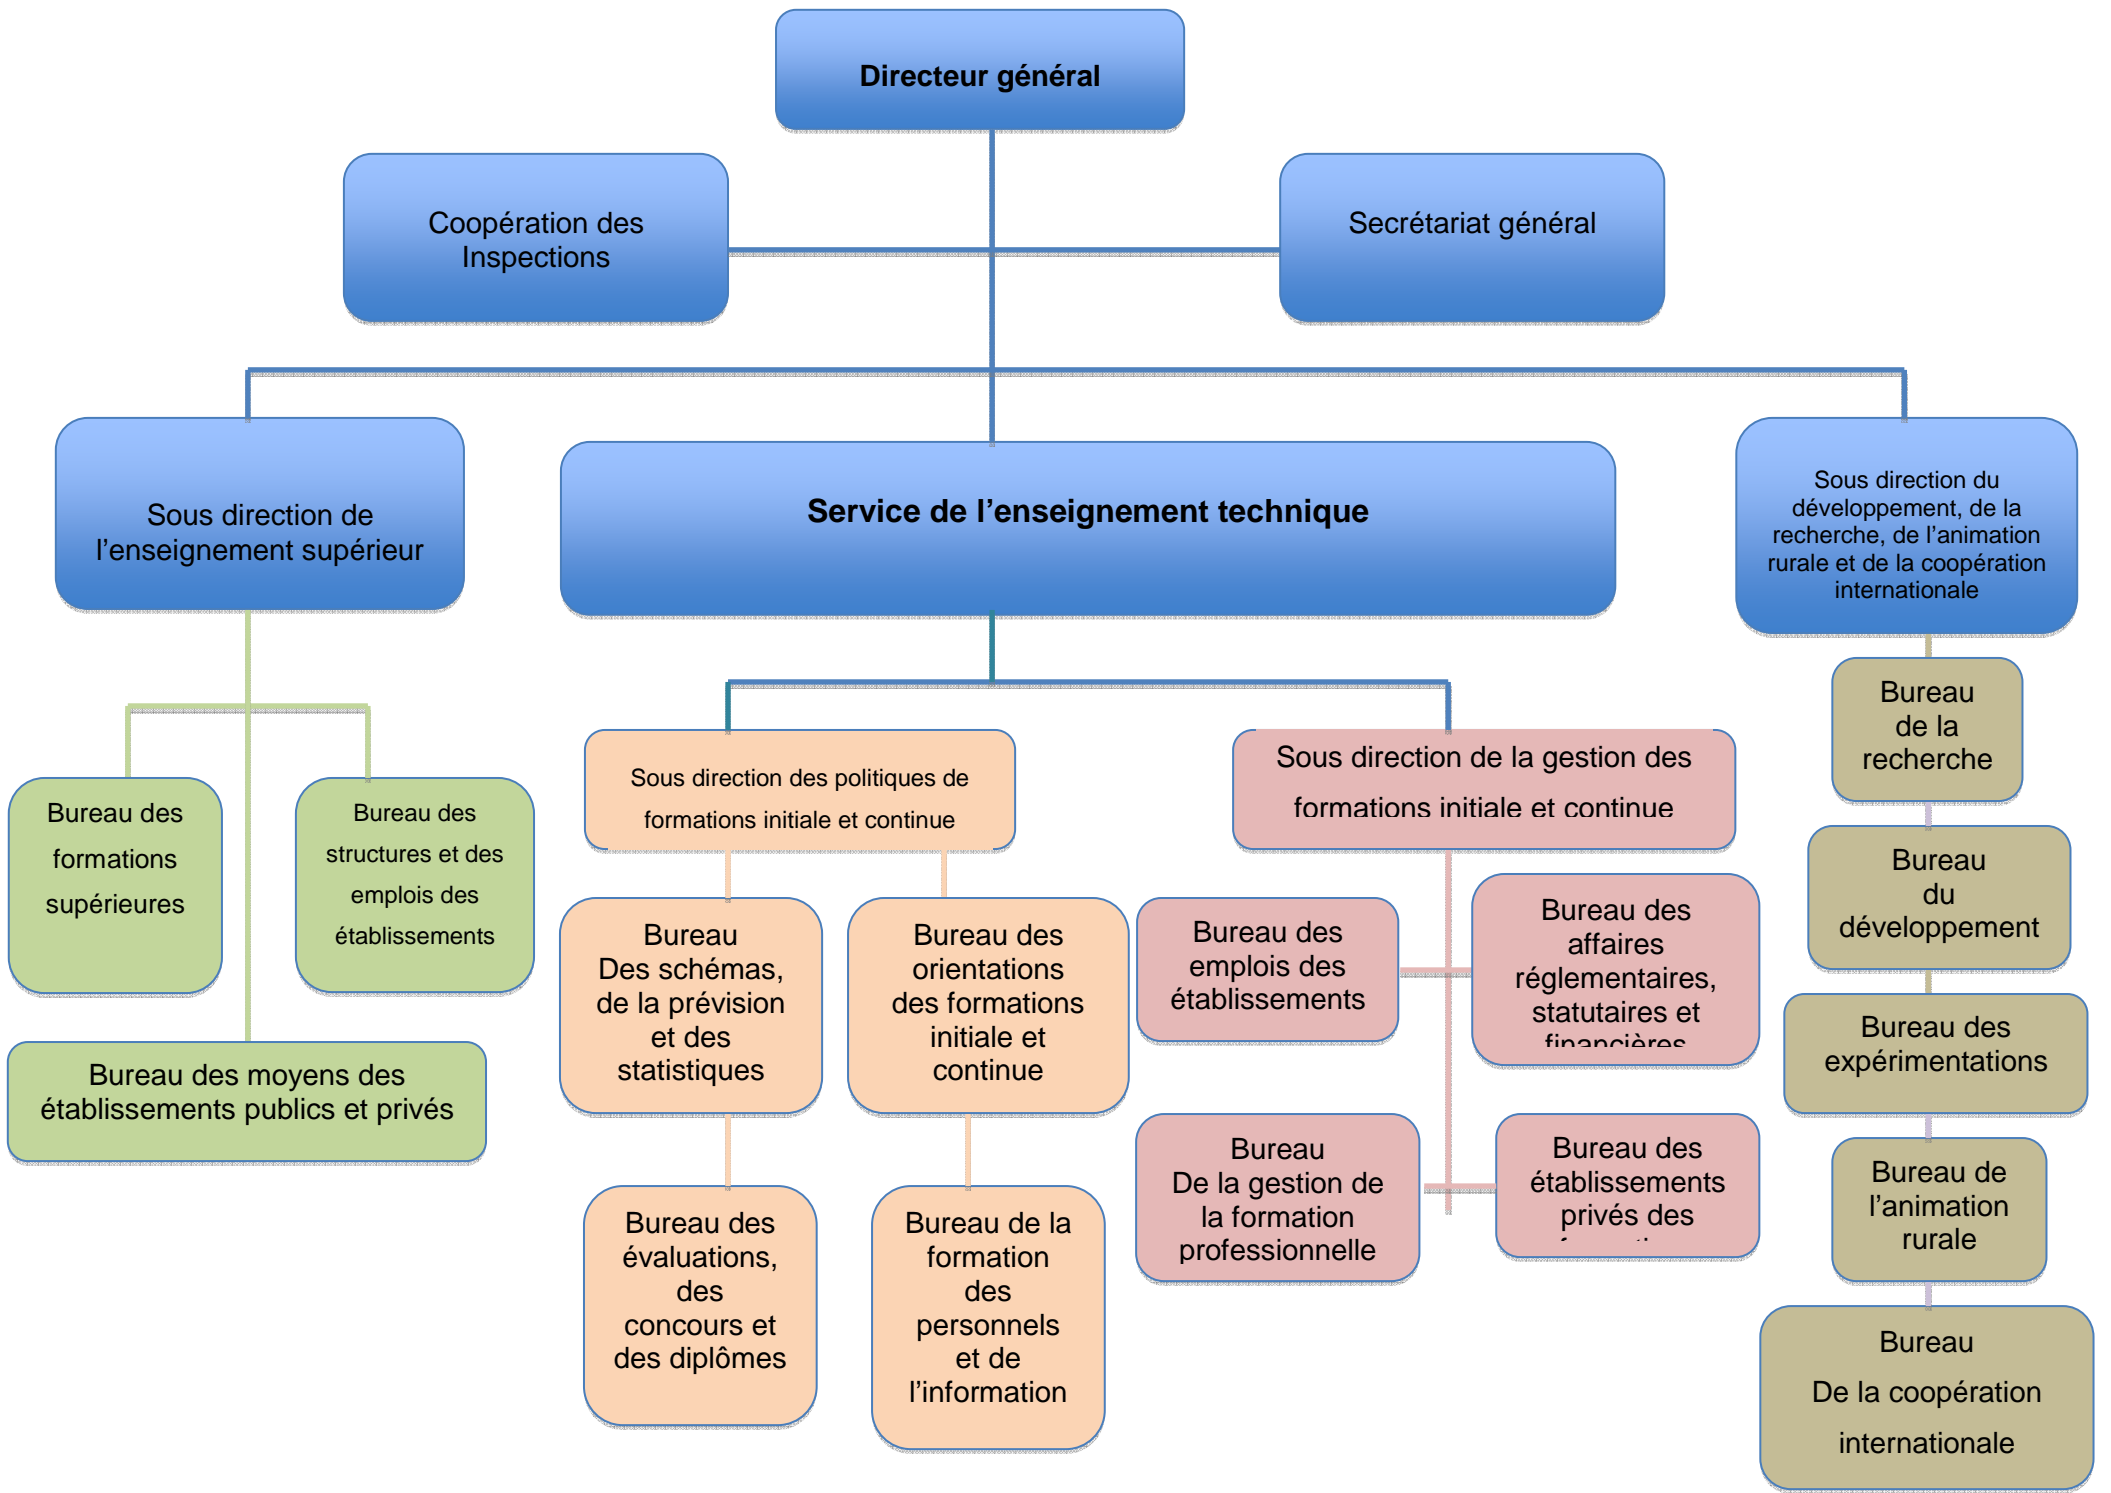 Directeur général
Coopération des
Inspections
Secrétariat général
Sous direction de
l’enseignement supérieur
Service de l’enseignement technique
Sous direction du
développement, de la
recherche, de l’animation
rurale et de la coopération
internationale
Bureau des
formations
supérieures
Bureau des
structures et des
emplois des
établissements
Bureau des moyens des
établissements publics et privés
Sous direction des politiques de
formations initiale et continue
Bureau
Des schémas,
de la prévision
et des
statistiques
Bureau des
orientations
des formations
initiale et
continue
Bureau des
évaluations,
des
concours et
des diplômes
Bureau de la
formation
des
personnels
et de
l’information
Sous direction de la gestion des
formations initiale et continue
Bureau des
emplois des
établissements
Bureau des
affaires
réglementaires,
statutaires et
financières
Bureau
De la gestion de
la formation
professionnelle
Bureau des
établissements
privés des
Bureau
de la
recherche
Bureau
du
développement
Bureau des
expérimentations
Bureau de
l’animation
rurale
Bureau
De la coopération
internationale